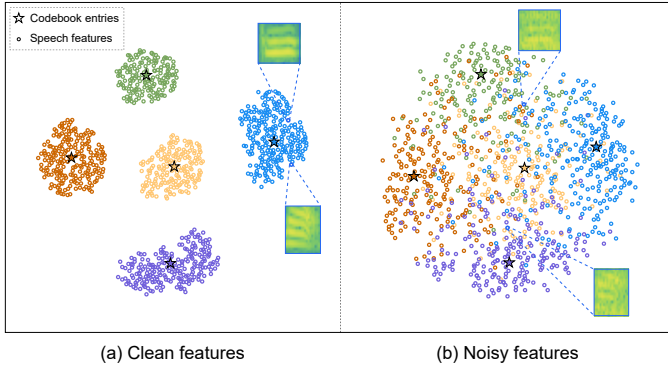 Codebook entries
Speech features
(a) Clean features
(b) Noisy features